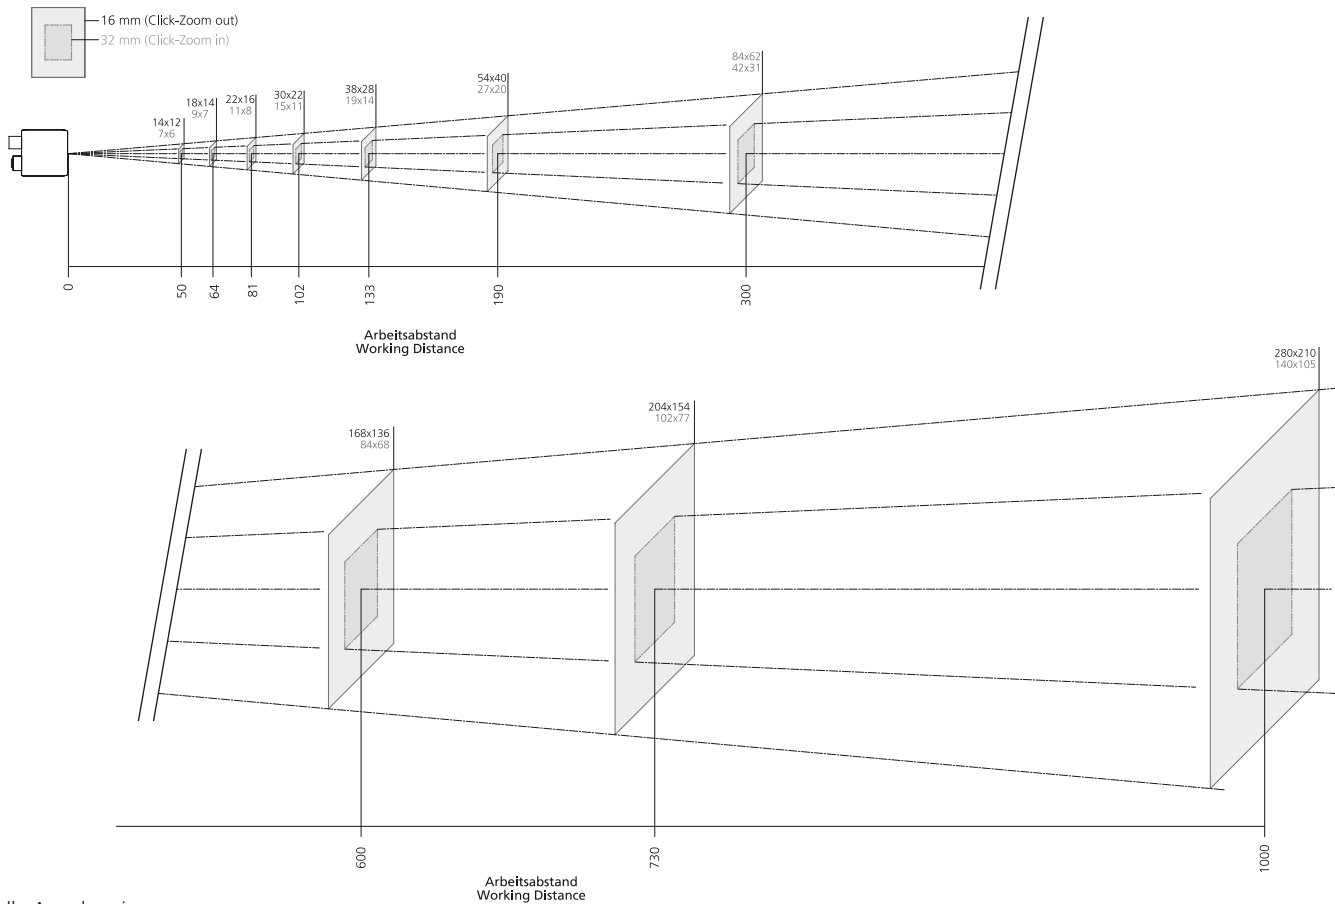 16 mm (Click-Zoom out)
32 mm (Click-Zoom in)
14x12
7x6
18x14
9x7
22x16
11x8
30x22
15x11
38x28
19x14
54x40
27x20
84x62
42x31
0
50
64
81
102
133
190
300
Arbeitsabstand
Working Distance
168x136
84x68
204x154
102x77
280x210
140x105
600
730
1000
Arbeitsabstand
Working Distance